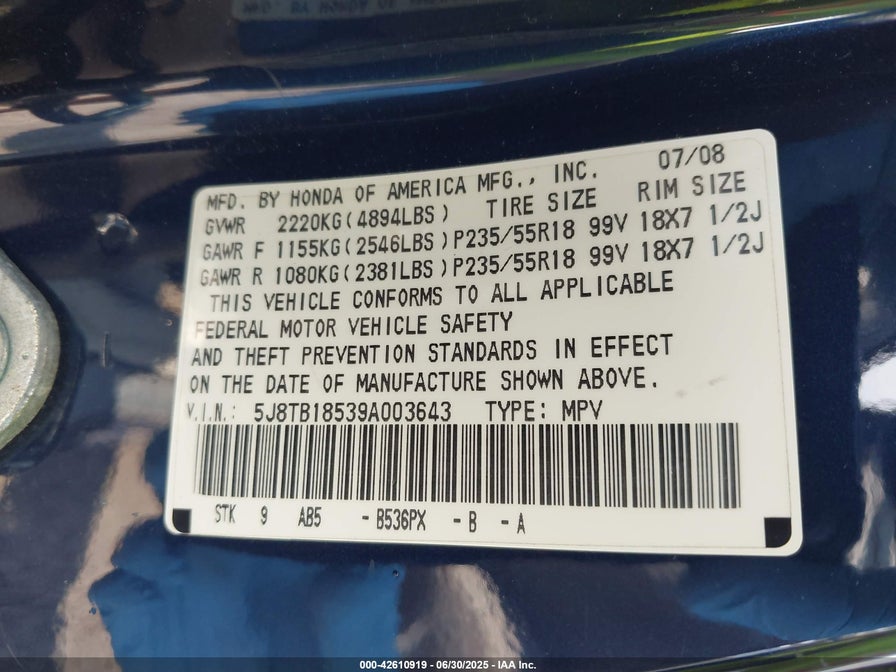 MFD. BY HONDA OF AMERICA MFG., INC. 07/08
GVWR 2220KG(4894LBS) TIRE SIZE RIM SIZE
GAWR F 1155KG(2546LBS)P235/55R18 99V 18X7 1/2J
GAWR R 1080KG(2381LBS)P235/55R18 99V 18X7 1/2J
THIS VEHICLE CONFORMS TO ALL APPLICABLE
FEDERAL MOTOR VEHICLE SAFETY
AND THEFT PREVENTION STANDARDS IN EFFECT
ON THE DATE OF MANUFACTURE SHOWN ABOVE.
V.I.N.: 5J8TB18539A003643 TYPE: MPV
STK 9 AB5 -B536PX -B -A
000-42610919 - 06/30/2025 - IAA Inc.